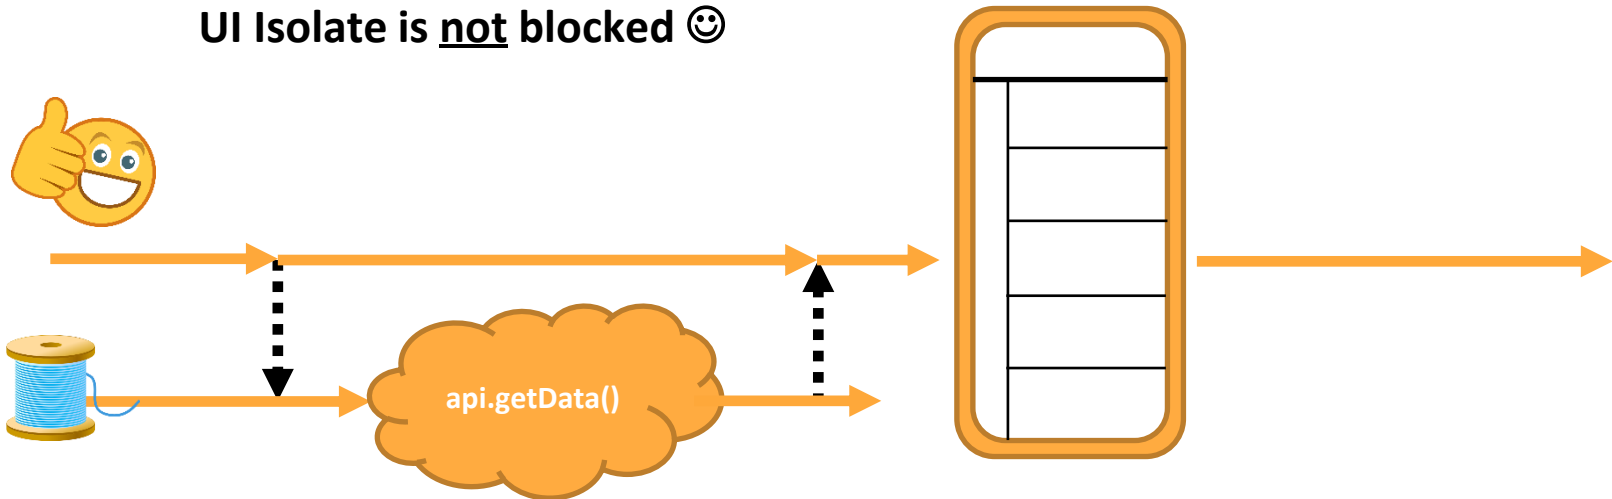 UI Isolate is not blocked ☺
api.getData()